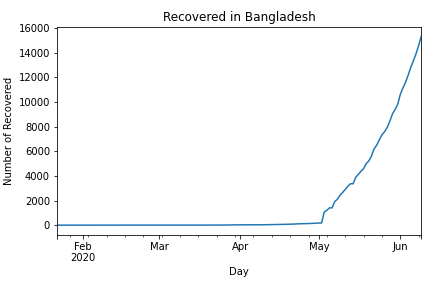 Recovered in Bangladesh
16000
14000
12000
10000
8000
6000
4000
2000
0
Number of Recovered
Feb Mar Apr May Jun
2020
Day